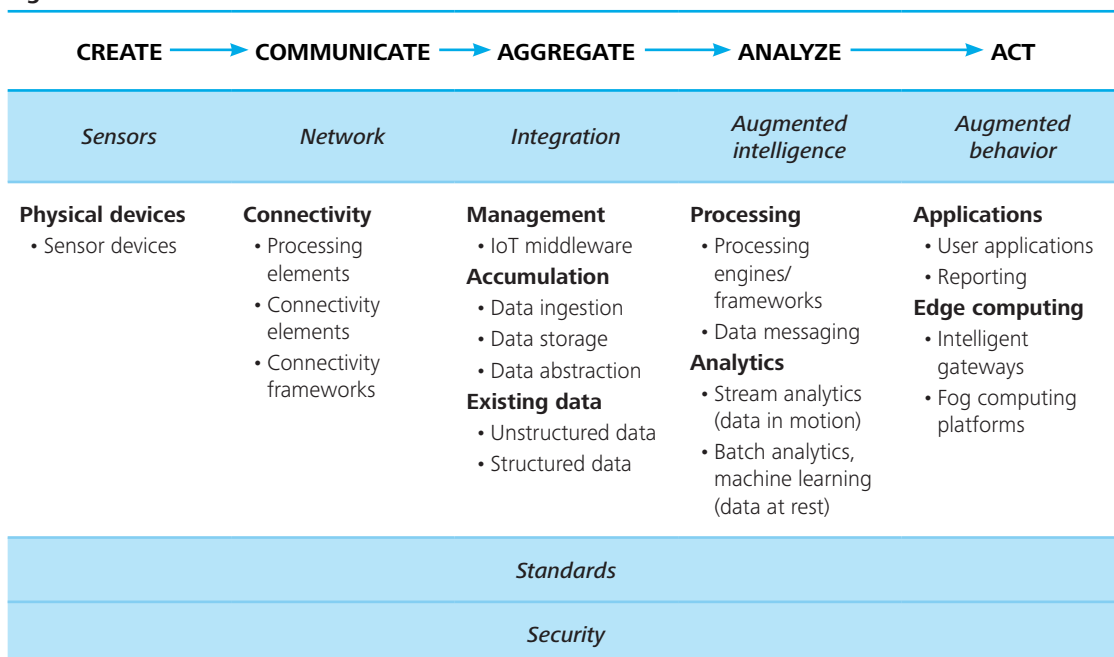 CREATE COMMUNICATE AGGREGATE ANALYZE ACT
Sensors
Network
Integration
Augmented
intelligence
Augmented
behavior
Physical devices
• Sensor devices
Connectivity
• Processing
elements
• Connectivity
elements
• Connectivity
frameworks
Management
• IoT middleware
Accumulation
• Data ingestion
• Data storage
• Data abstraction
Existing data
• Unstructured data
• Structured data
Processing
• Processing
engines/
frameworks
• Data messaging
Analytics
• Stream analytics
(data in motion)
• Batch analytics,
machine learning
(data at rest)
Applications
• User applications
• Reporting
Edge computing
• Intelligent
gateways
• Fog computing
platforms
Standards
Security